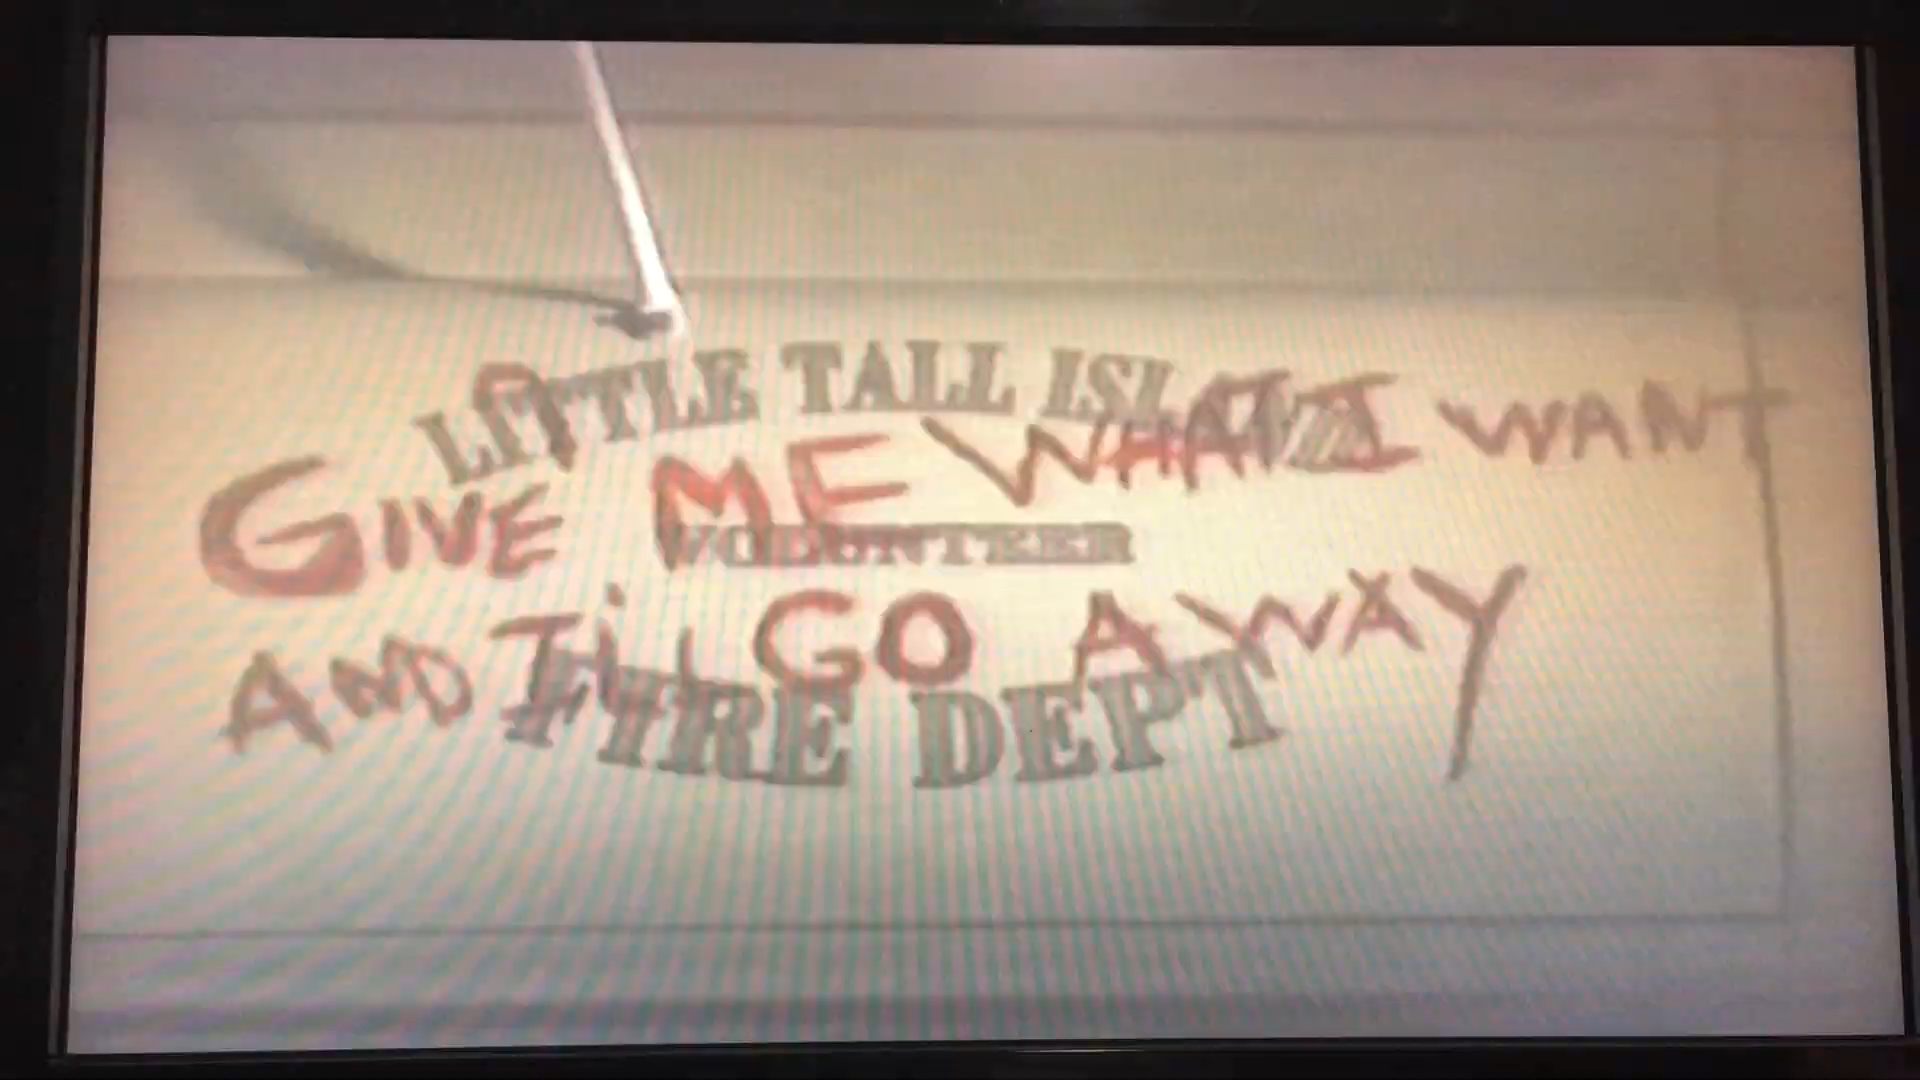 LITTLE TALL ISLAND
GIVE ME WHAT I WANT
VOLUNTEER
AND I'LL GO AWAY
FIRE DEPT